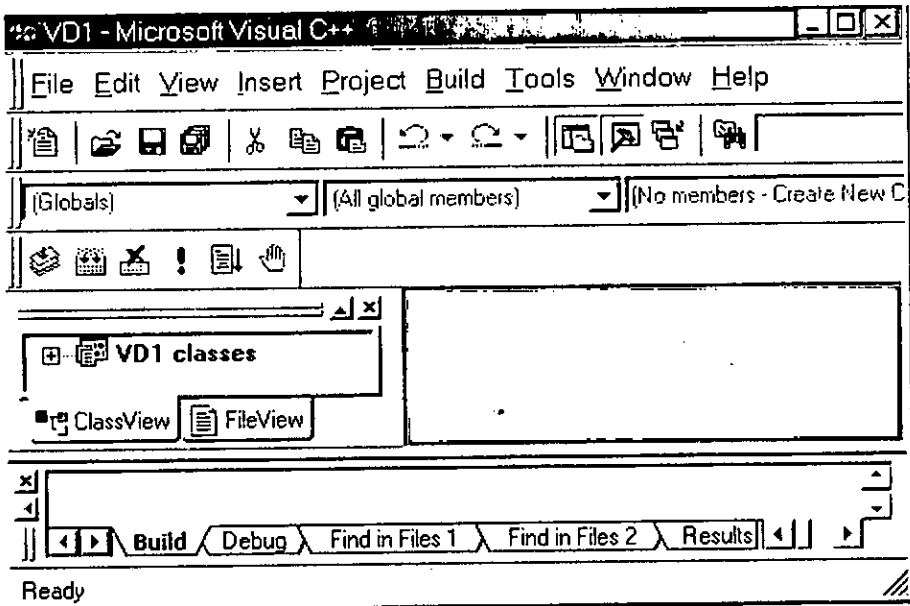 VD1 - Microsoft Visual C++
File Edit View Insert Project Build Tools Window Help
(Globals) (All global members) (No members - Create New C
VD1 classes
ClassView FileView
Build Debug Find in Files 1 Find in Files 2 Results
Ready